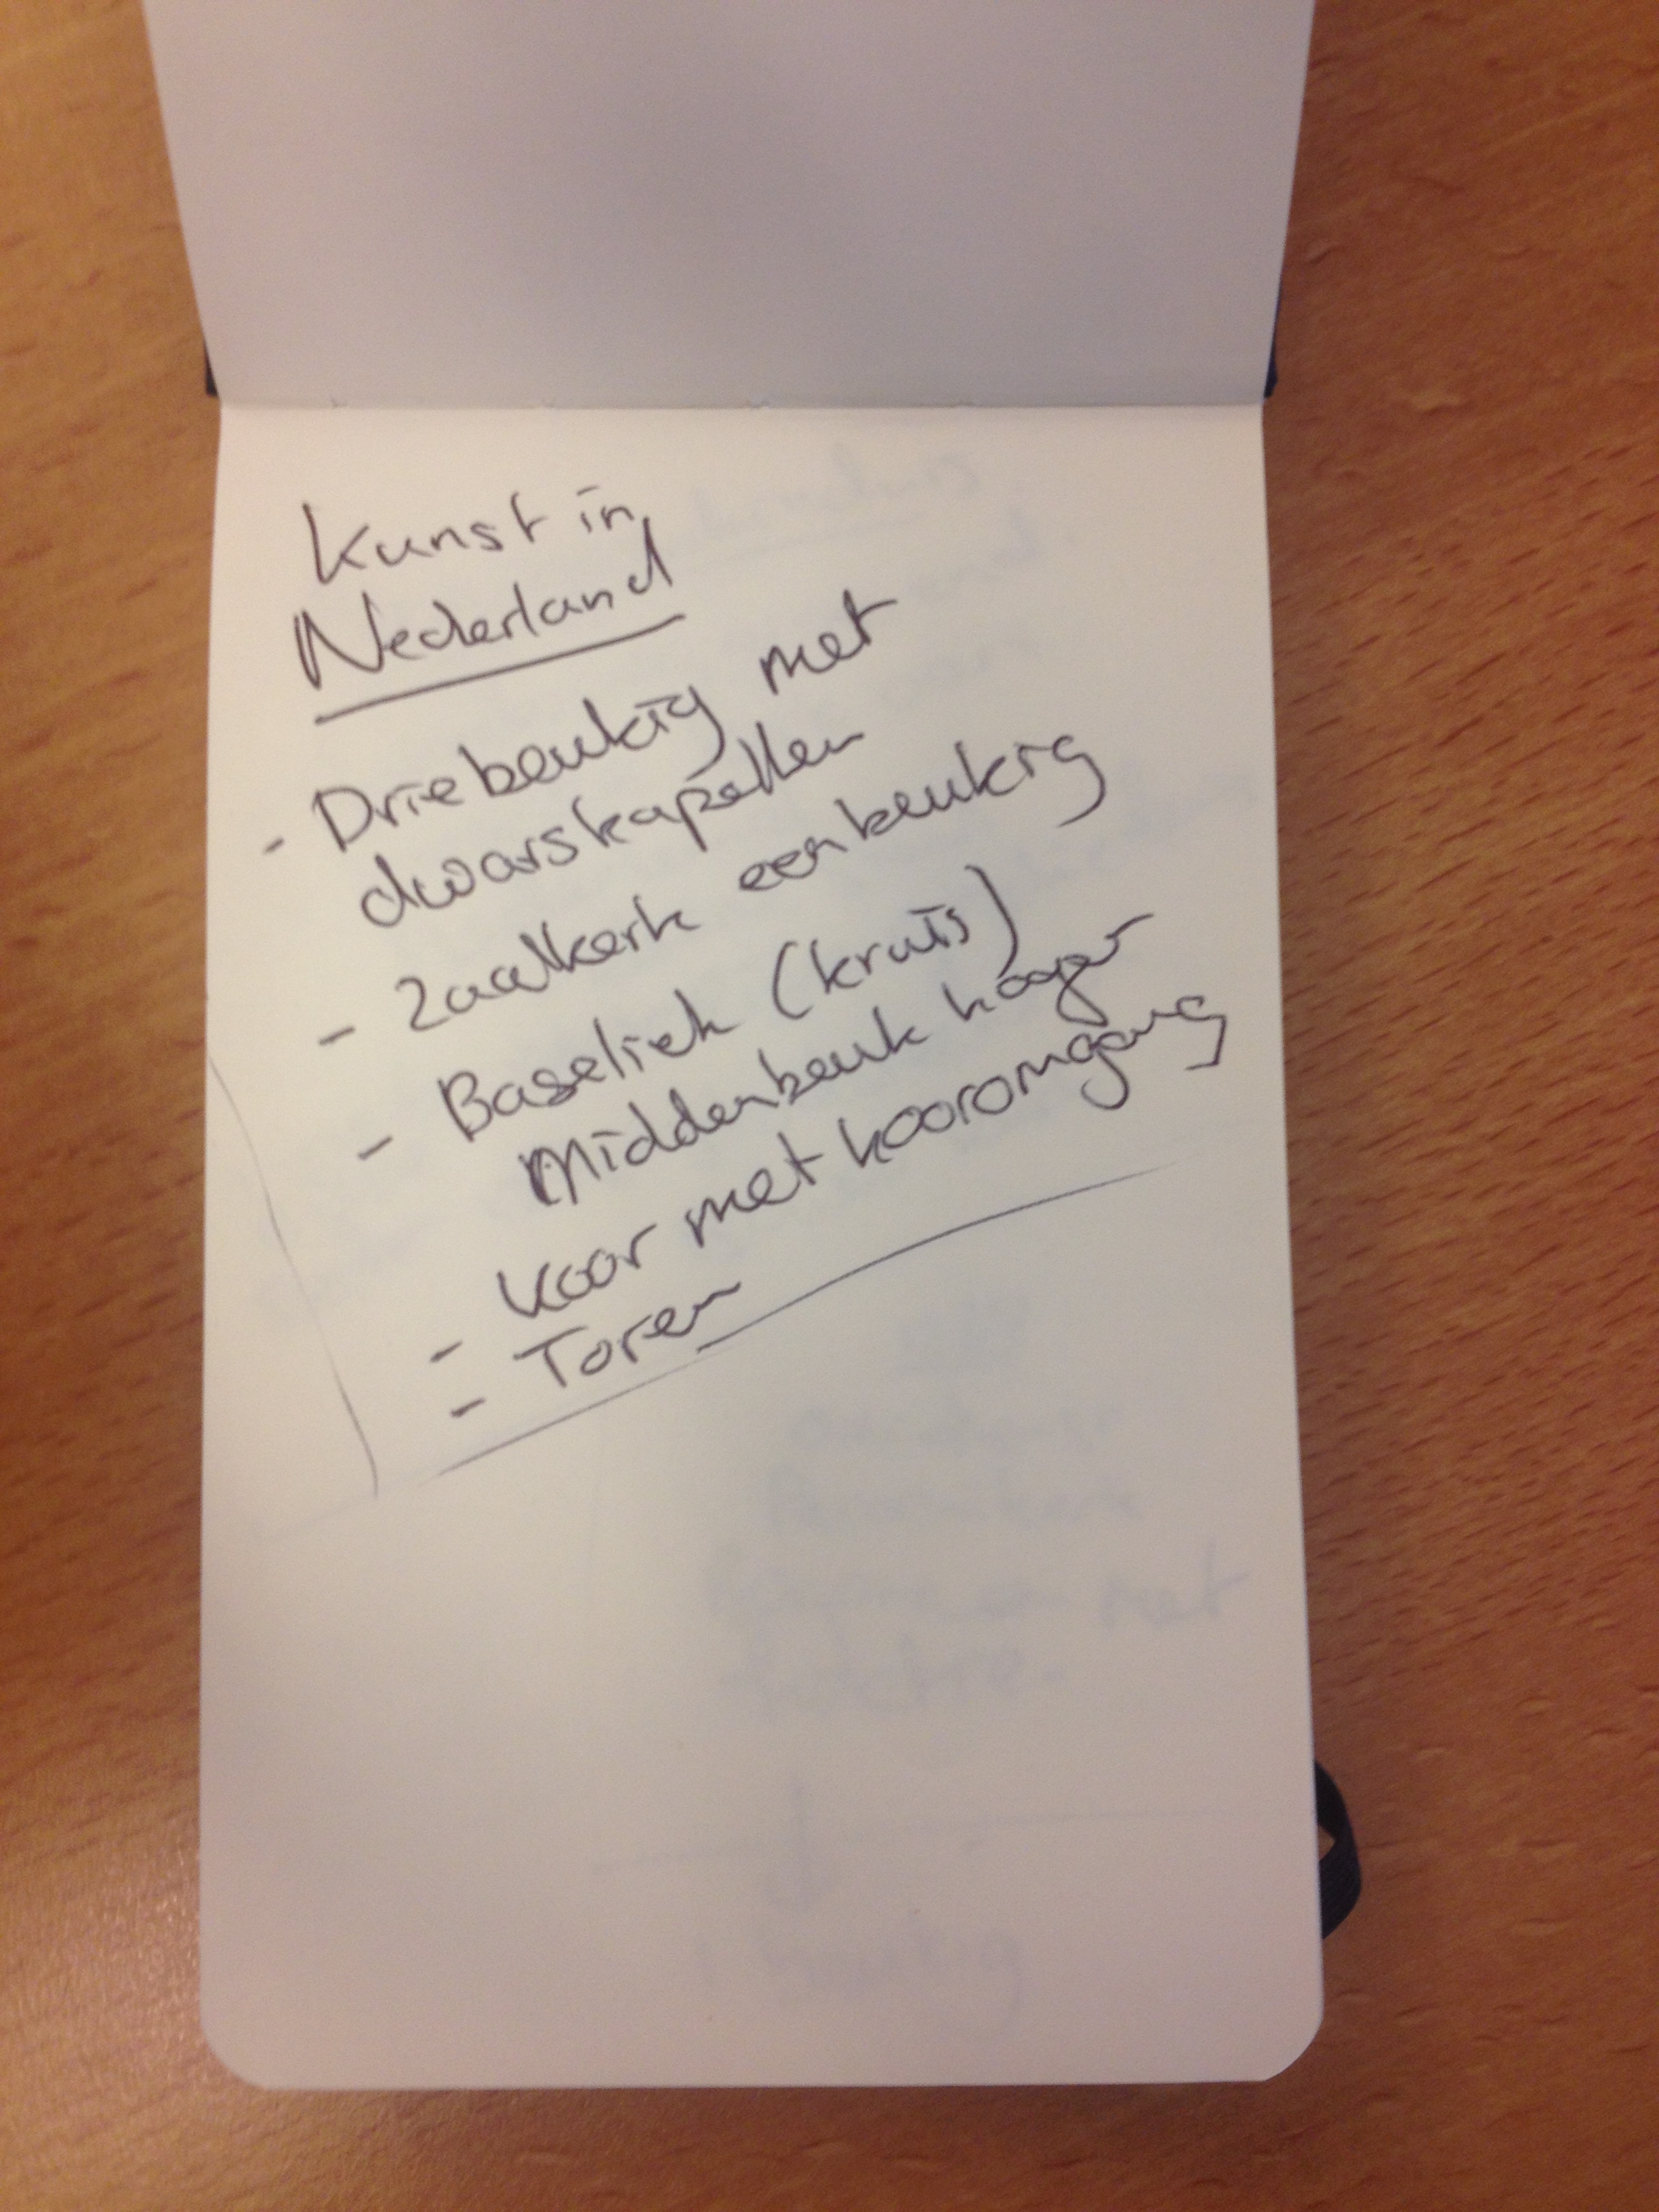 Kunst in
Nederland
- Driebeukig met
dwarskapellen
- Zaalkerk eenbeukig
- Baseliek (kruis)
Middenbeuk hoger
- Koor met kooromgang
- Toren